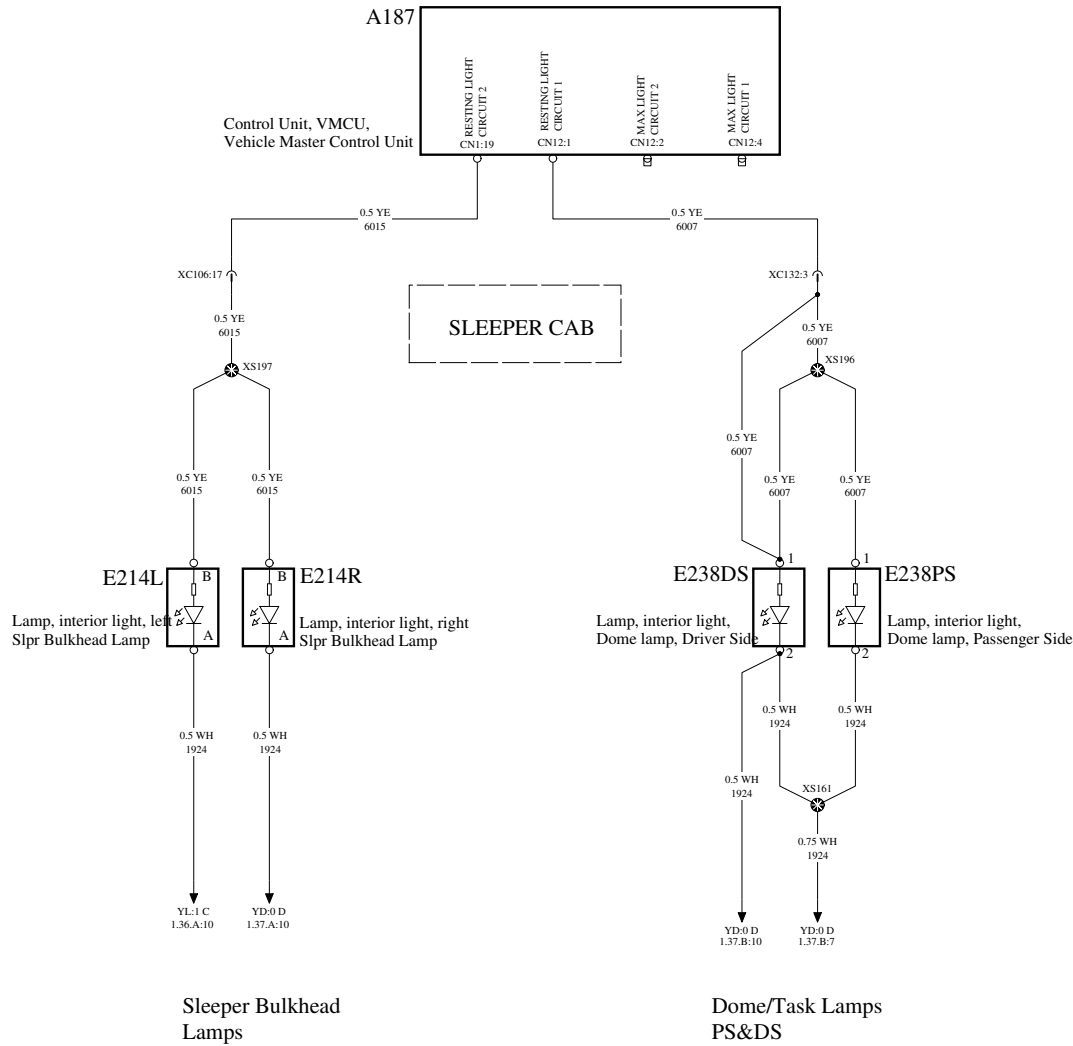 A187
RESTING LIGHT
CIRCUIT 2
CN1:19
RESTING LIGHT
CIRCUIT 1
CN12:1
MAX LIGHT
CIRCUIT 2
CN12:2
MAX LIGHT
CIRCUIT 1
CN12:4
Control Unit, VMCU,
Vehicle Master Control Unit
0.5 YE
6015
0.5 YE
6007
XC106:17
XC132:3
SLEEPER CAB
0.5 YE
6015
0.5 YE
6007
XS197
XS196
0.5 YE
6007
0.5 YE
6015
0.5 YE
6015
0.5 YE
6007
0.5 YE
6007
E214L
B
A
Lamp, interior light, left
Slpr Bulkhead Lamp
E214R
B
A
Lamp, interior light, right
Slpr Bulkhead Lamp
E238DS
1
2
Lamp, interior light,
Dome lamp, Driver Side
E238PS
1
2
Lamp, interior light,
Dome lamp, Passenger Side
0.5 WH
1924
0.5 WH
1924
0.5 WH
1924
0.5 WH
1924
0.5 WH
1924
XS161
0.75 WH
1924
YL:1 C
1.36.A:10
YD:0 D
1.37.A:10
YD:0 D
1.37.B:10
YD:0 D
1.37.B:7
Sleeper Bulkhead
Lamps
Dome/Task Lamps
PS&DS